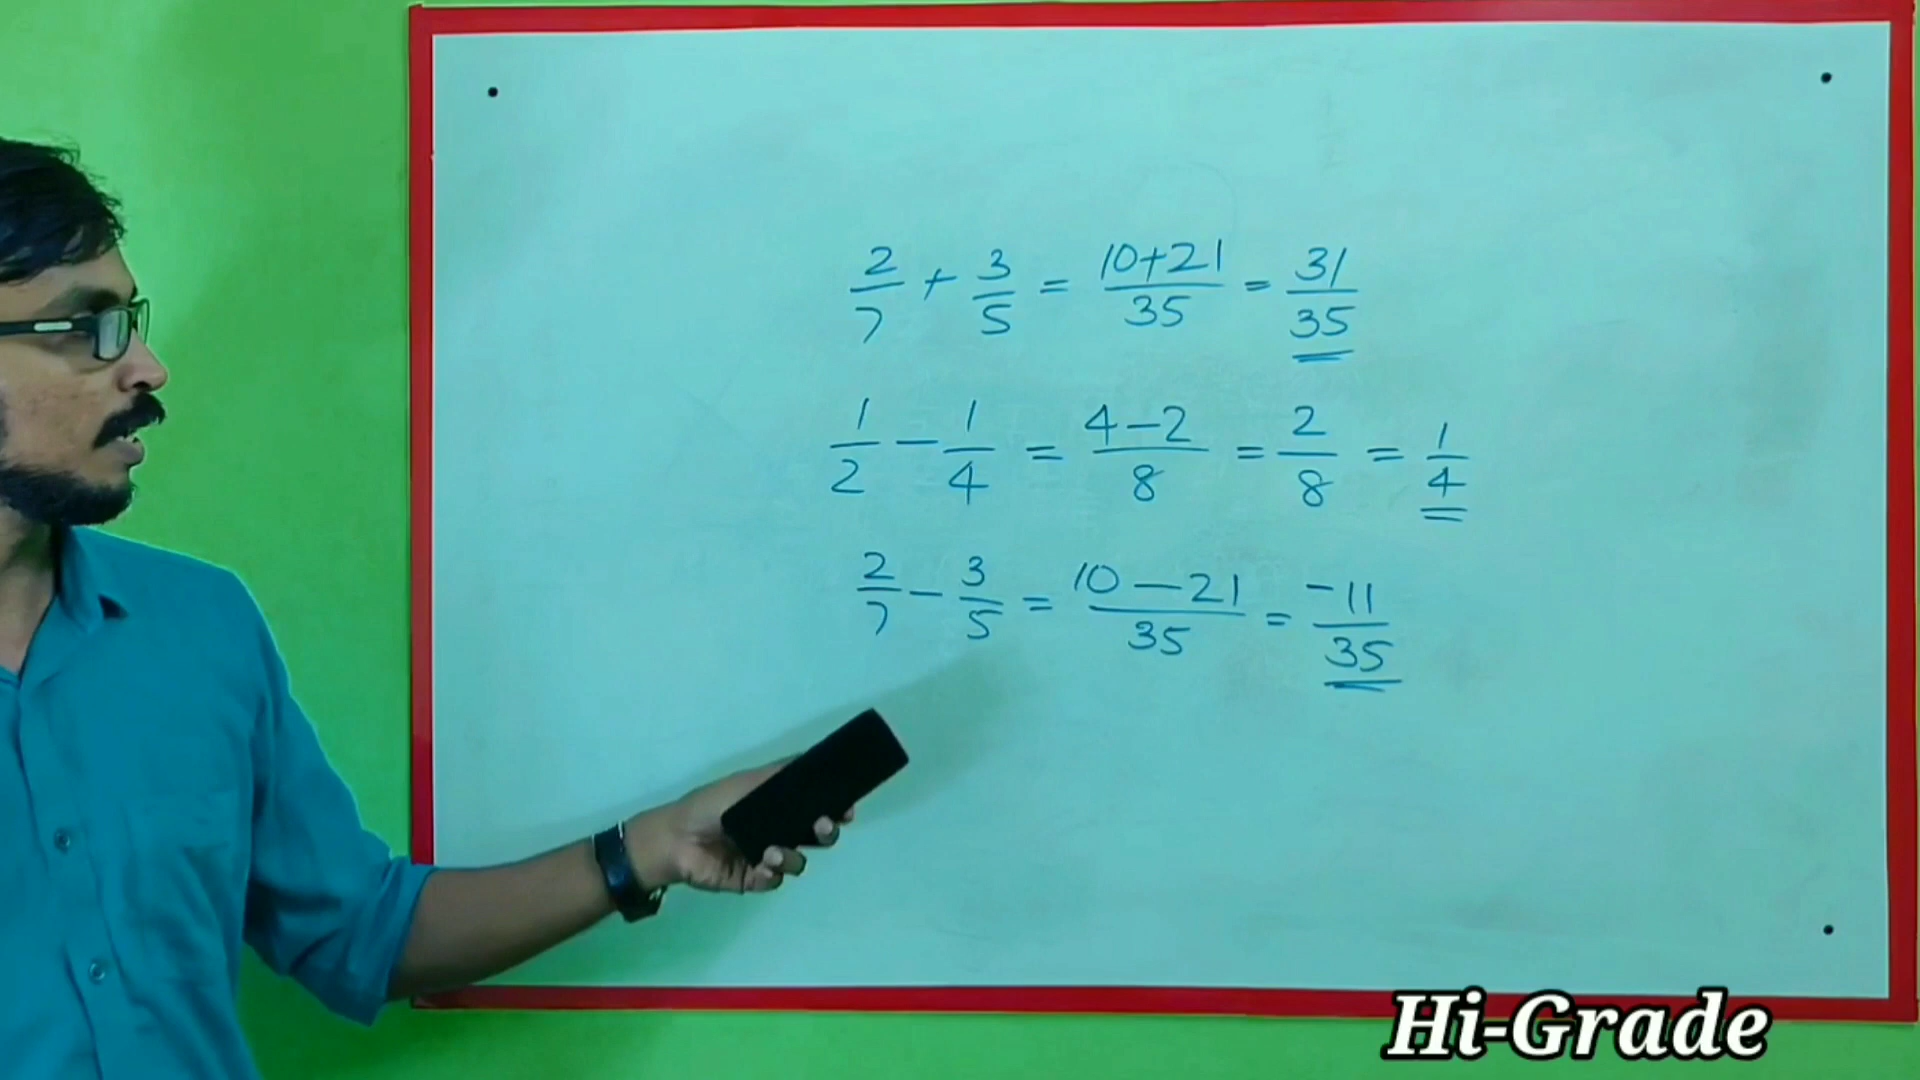 2/7 + 3/5 = 10+21/35 = 31/35
1/2 - 1/4 = 4-2/8 = 2/8 = 1/4
2/7 - 3/5 = 10-21/35 = -11/35
Hi-Grade